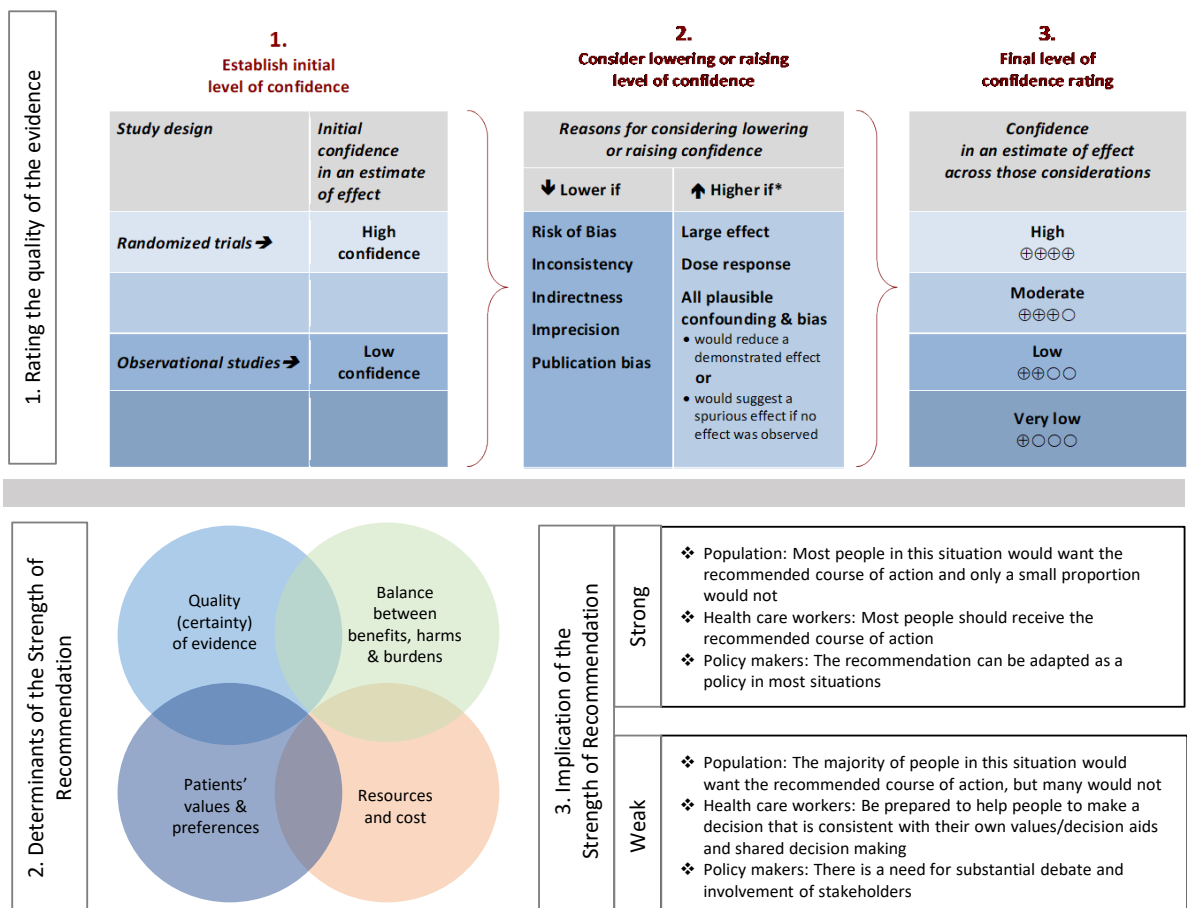 1. Rating the quality of the evidence
1.
Establish initial
level of confidence
Study design
Initial
confidence
in an estimate
of effect
Randomized trials ➔
High
confidence
Observational studies ➔
Low
confidence
2.
Consider lowering or raising
level of confidence
Reasons for considering lowering
or raising confidence
🡻 Lower if
🡹 Higher if*
Risk of Bias
Inconsistency
Indirectness
Imprecision
Publication bias
Large effect
Dose response
All plausible
confounding & bias
• would reduce a
demonstrated effect
or
• would suggest a
spurious effect if no
effect was observed
3.
Final level of
confidence rating
Confidence
in an estimate of effect
across those considerations
High
⊕⊕⊕⊕
Moderate
⊕⊕⊕○
Low
⊕⊕○○
Very low
⊕○○○
2. Determinants of the Strength of
Recommendation
Quality
(certainty)
of evidence
Balance
between
benefits, harms
& burdens
Patients’
values &
preferences
Resources
and cost
3. Implication of the
Strength of Recommendation
Strong
❖ Population: Most people in this situation would want the
recommended course of action and only a small proportion
would not
❖ Health care workers: Most people should receive the
recommended course of action
❖ Policy makers: The recommendation can be adapted as a
policy in most situations
Weak
❖ Population: The majority of people in this situation would
want the recommended course of action, but many would not
❖ Health care workers: Be prepared to help people to make a
decision that is consistent with their own values/decision aids
and shared decision making
❖ Policy makers: There is a need for substantial debate and
involvement of stakeholders